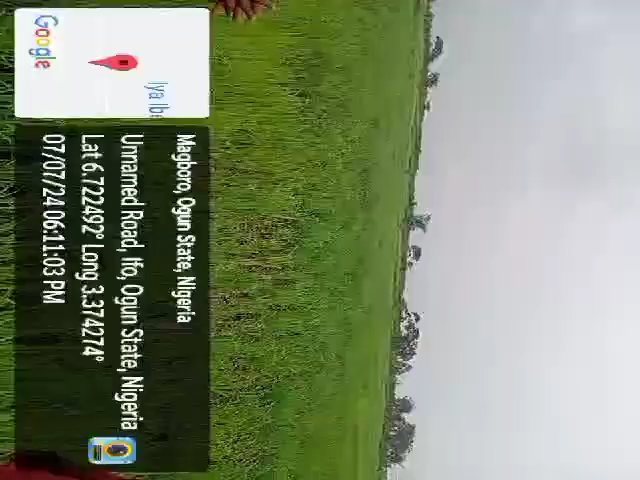 Google
Iya Ib
Magboro, Ogun State, Nigeria
Unnamed Road, Ifo, Ogun State, Nigeria
Lat 6.722492° Long 3.374274°
07/07/24 06:11:03 PM